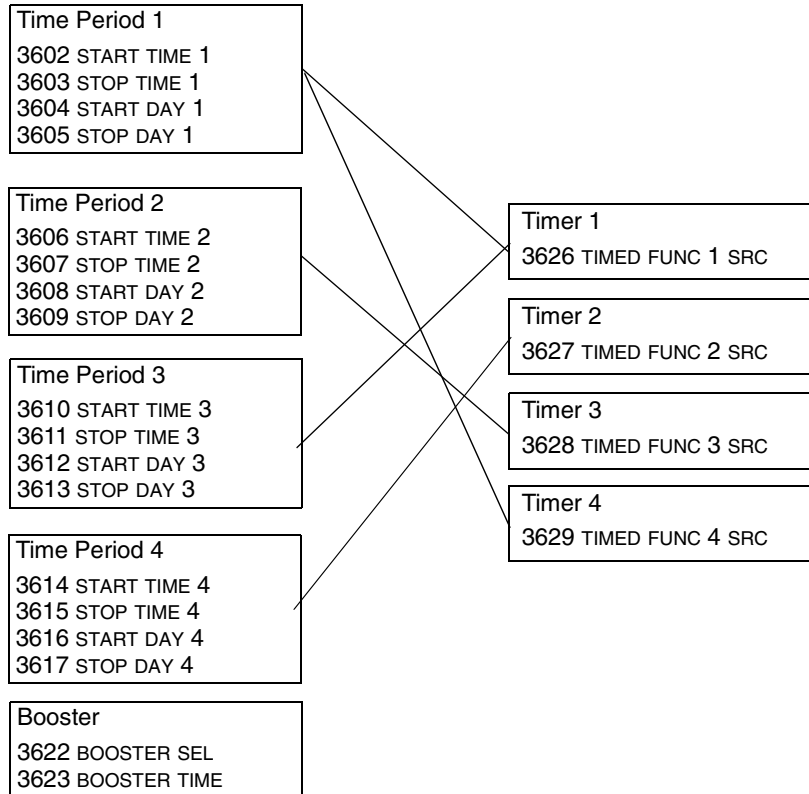 Time Period 1
3602 START TIME 1
3603 STOP TIME 1
3604 START DAY 1
3605 STOP DAY 1
Time Period 2
3606 START TIME 2
3607 STOP TIME 2
3608 START DAY 2
3609 STOP DAY 2
Time Period 3
3610 START TIME 3
3611 STOP TIME 3
3612 START DAY 3
3613 STOP DAY 3
Time Period 4
3614 START TIME 4
3615 STOP TIME 4
3616 START DAY 4
3617 STOP DAY 4
Booster
3622 BOOSTER SEL
3623 BOOSTER TIME
Timer 1
3626 TIMED FUNC 1 SRC
Timer 2
3627 TIMED FUNC 2 SRC
Timer 3
3628 TIMED FUNC 3 SRC
Timer 4
3629 TIMED FUNC 4 SRC